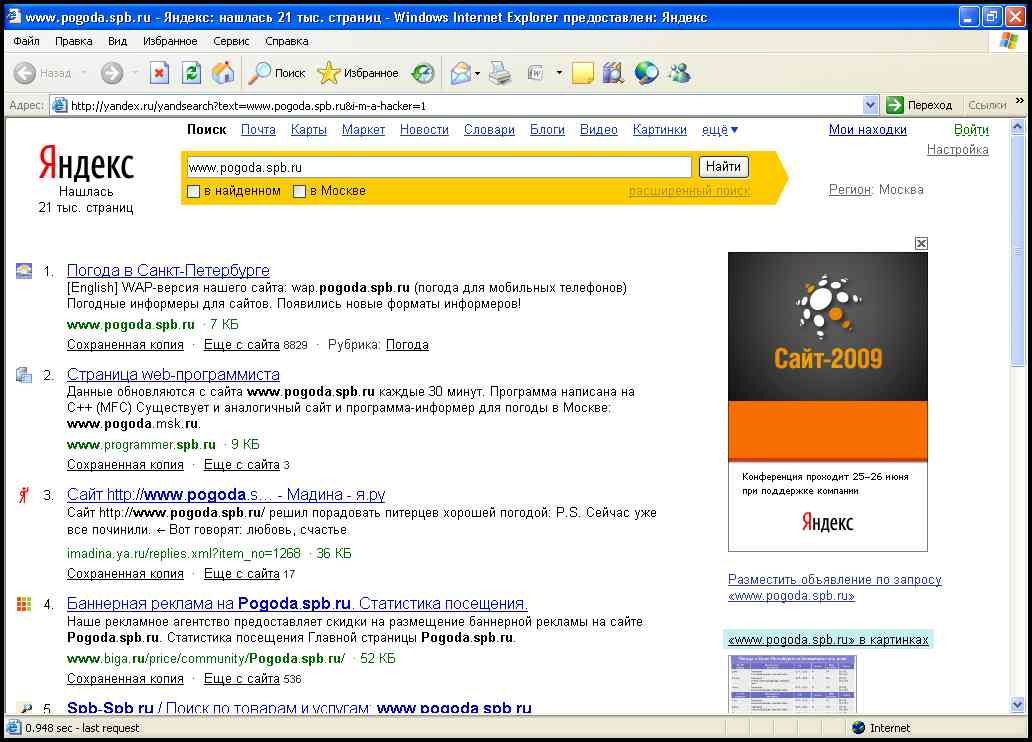 www.pogoda.spb.ru - Яндекс: нашлась 21 тыс. страниц - Windows Internet Explorer предоставлен: Яндекс
Файл Правка Вид Избранное Сервис Справка
Назад Поиск Избранное
Адрес: http://yandex.ru/yandsearch?text=www.pogoda.spb.ru&i-m-a-hacker=1 Переход Ссылки »
Поиск Почта Карты Маркет Новости Словари Блоги Видео Картинки ещё ▼ Мои находки Войти
Настройка
Яндекс
www.pogoda.spb.ru Найти
Нашлась
21 тыс. страниц
в найденном в Москве расширенный поиск
Регион: Москва
1. Погода в Санкт-Петербурге
[English] WAP-версия нашего сайта: wap.pogoda.spb.ru (погода для мобильных телефонов)
Погодные информеры для сайтов. Появились новые форматы информеров!
www.pogoda.spb.ru · 7 КБ
Сохраненная копия · Еще с сайта 8829 · Рубрика: Погода
2. Страница web-программиста
Данные обновляются с сайта www.pogoda.spb.ru каждые 30 минут. Программа написана на
C++ (MFC) Существует и аналогичный сайт и программа-информер для погоды в Москве:
www.pogoda.msk.ru.
www.programmer.spb.ru · 9 КБ
Сохраненная копия · Еще с сайта 3
3. Сайт http://www.pogoda.s... - Мадина - я.ру
Сайт http://www.pogoda.spb.ru/ решил порадовать питерцев хорошей погодой: P.S. Сейчас уже
все починили. ← Вот говорят: любовь, счастье
imadina.ya.ru/replies.xml?item_no=1268 · 36 КБ
Сохраненная копия · Еще с сайта 17
4. Баннерная реклама на Pogoda.spb.ru. Статистика посещения.
Наше рекламное агентство предоставляет скидки на размещение баннерной рекламы на сайте
Pogoda.spb.ru. Статистика посещения Главной страницы Pogoda.spb.ru.
www.biga.ru/price/community/Pogoda.spb.ru/ · 52 КБ
Сохраненная копия · Еще с сайта 536
5. Spb-Spb.ru / Поиск по товарам и услугам: www.pogoda.spb.ru
Сайт-2009
Конференция проходит 25–26 июня
при поддержке компании
Яндекс
Разместить объявление по запросу
«www.pogoda.spb.ru»
«www.pogoda.spb.ru» в картинках
0.948 sec - last request Internet